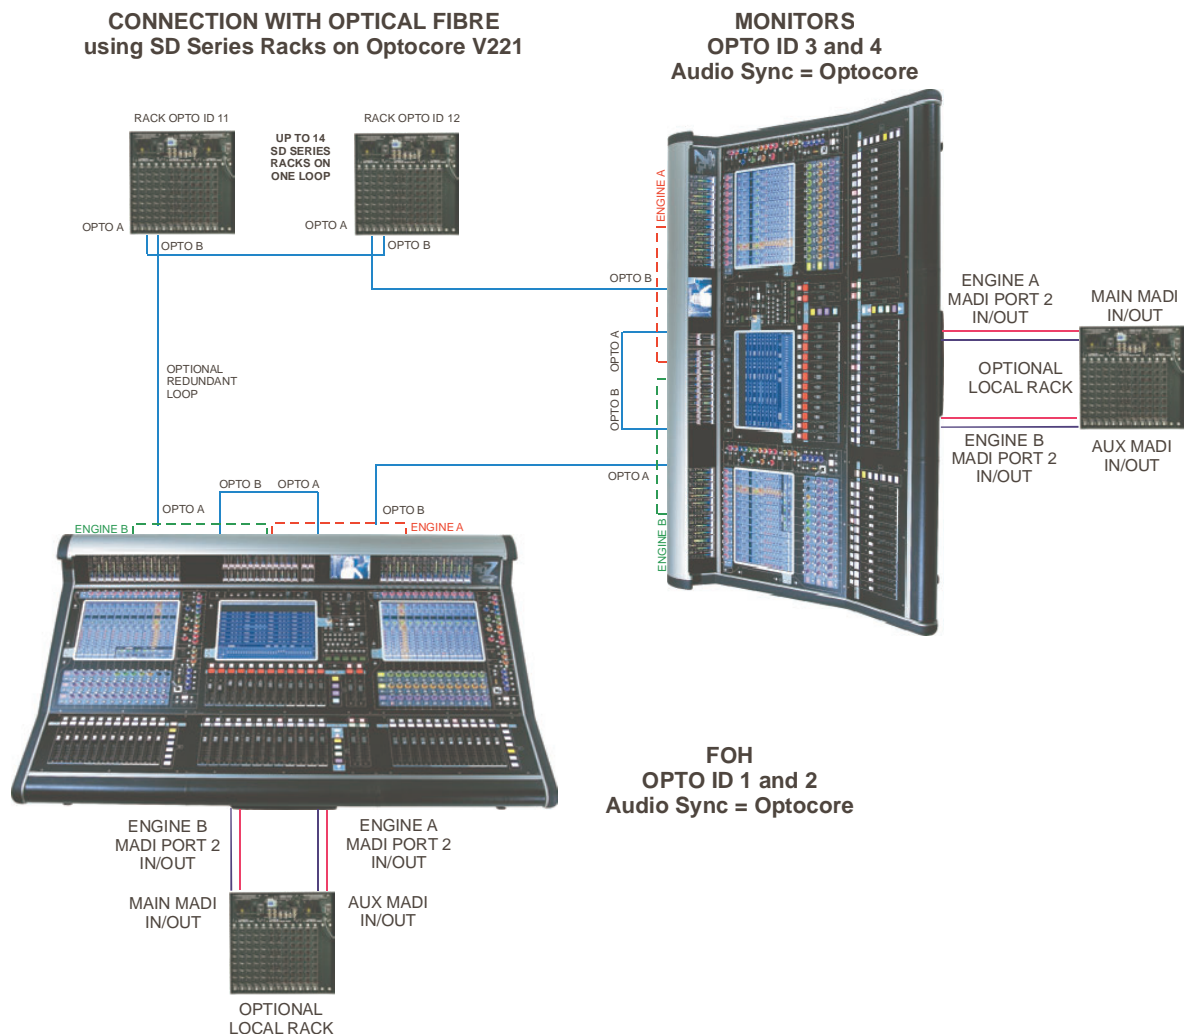 CONNECTION WITH OPTICAL FIBRE
using SD Series Racks on Optocore V221
MONITORS
OPTO ID 3 and 4
Audio Sync = Optocore
RACK OPTO ID 11
RACK OPTO ID 12
UP TO 14
SD SERIES
RACKS ON
ONE LOOP
OPTO A
OPTO B
OPTO A
OPTO B
ENGINE A
OPTO B
OPTO A
OPTO B
OPTO A
ENGINE B
ENGINE A
MADI PORT 2
IN/OUT
MAIN MADI
IN/OUT
OPTIONAL
LOCAL RACK
ENGINE B
MADI PORT 2
IN/OUT
AUX MADI
IN/OUT
OPTIONAL
REDUNDANT
LOOP
OPTO B
OPTO A
OPTO A
OPTO B
ENGINE B
ENGINE A
FOH
OPTO ID 1 and 2
Audio Sync = Optocore
ENGINE B
MADI PORT 2
IN/OUT
ENGINE A
MADI PORT 2
IN/OUT
MAIN MADI
IN/OUT
AUX MADI
IN/OUT
OPTIONAL
LOCAL RACK